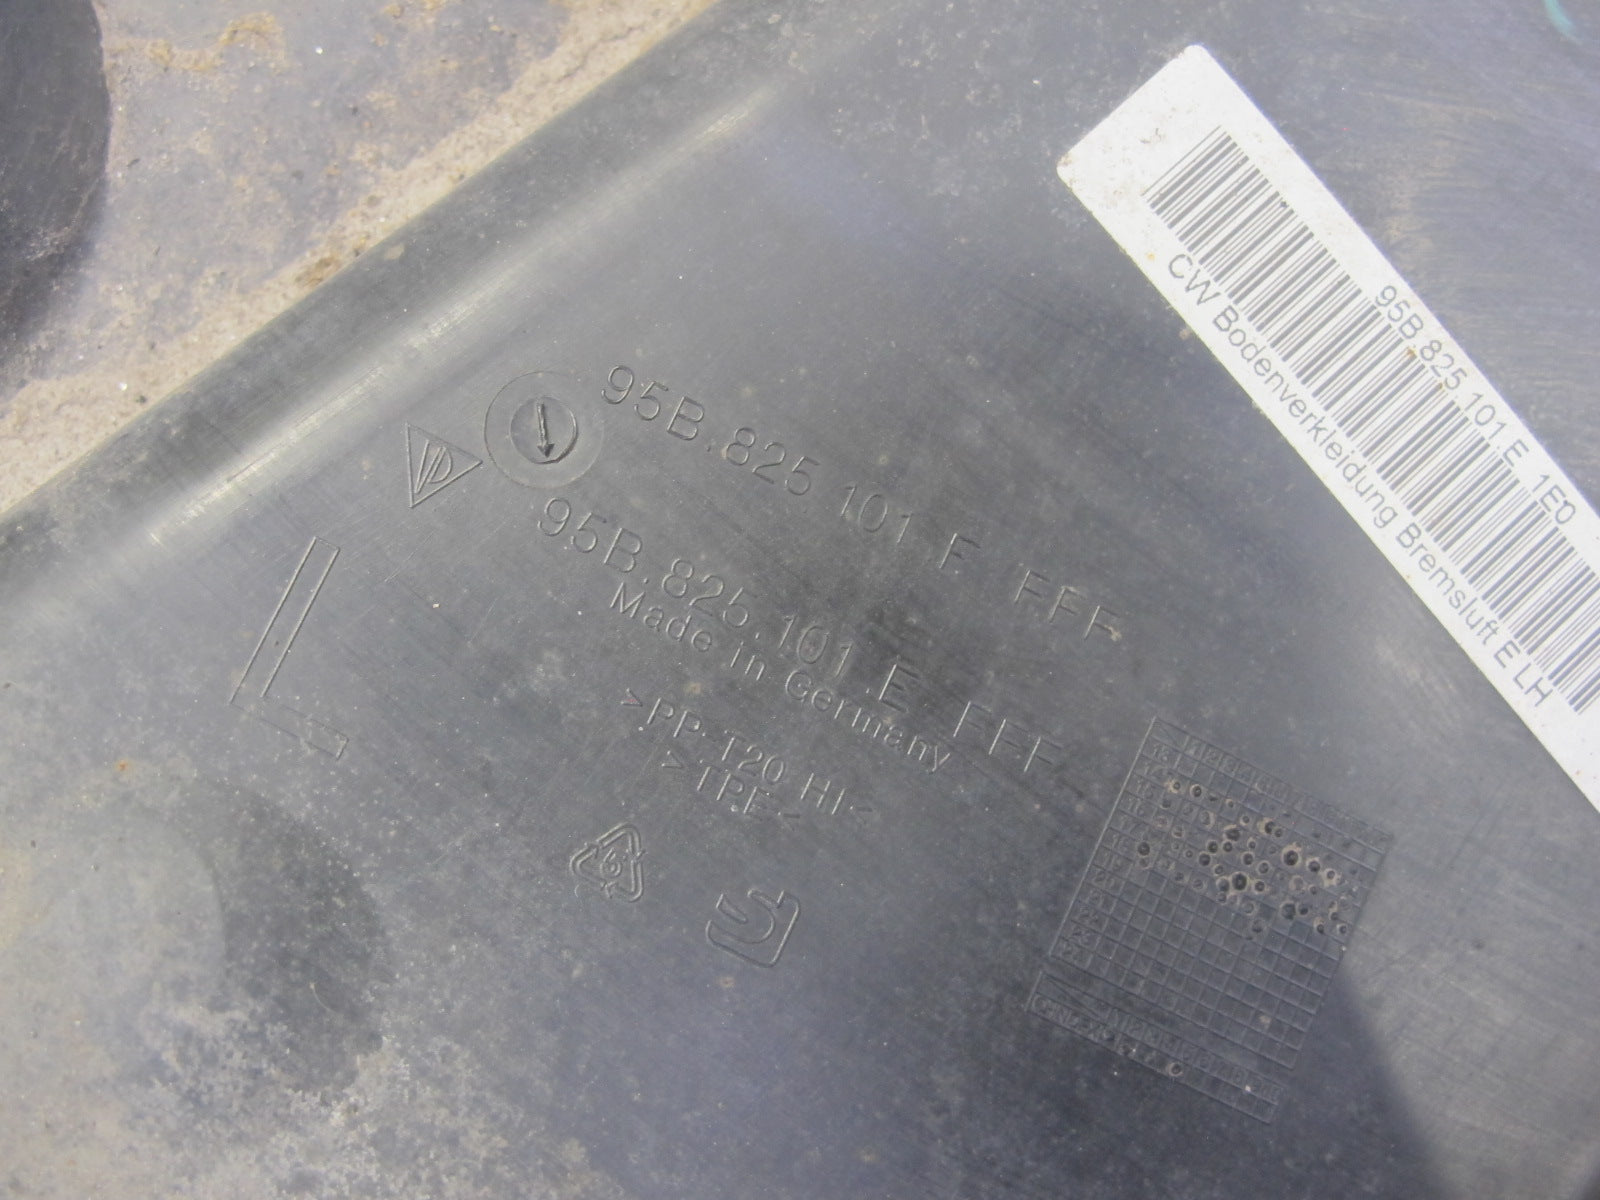 95B 825 101 E 1E0
CW Bodenverkleidung Bremsluft E LH
95B.825 101 F FFF
95B.825.101 E FFF
Made in Germany
>PP-T20 HI<
>TPE<
6